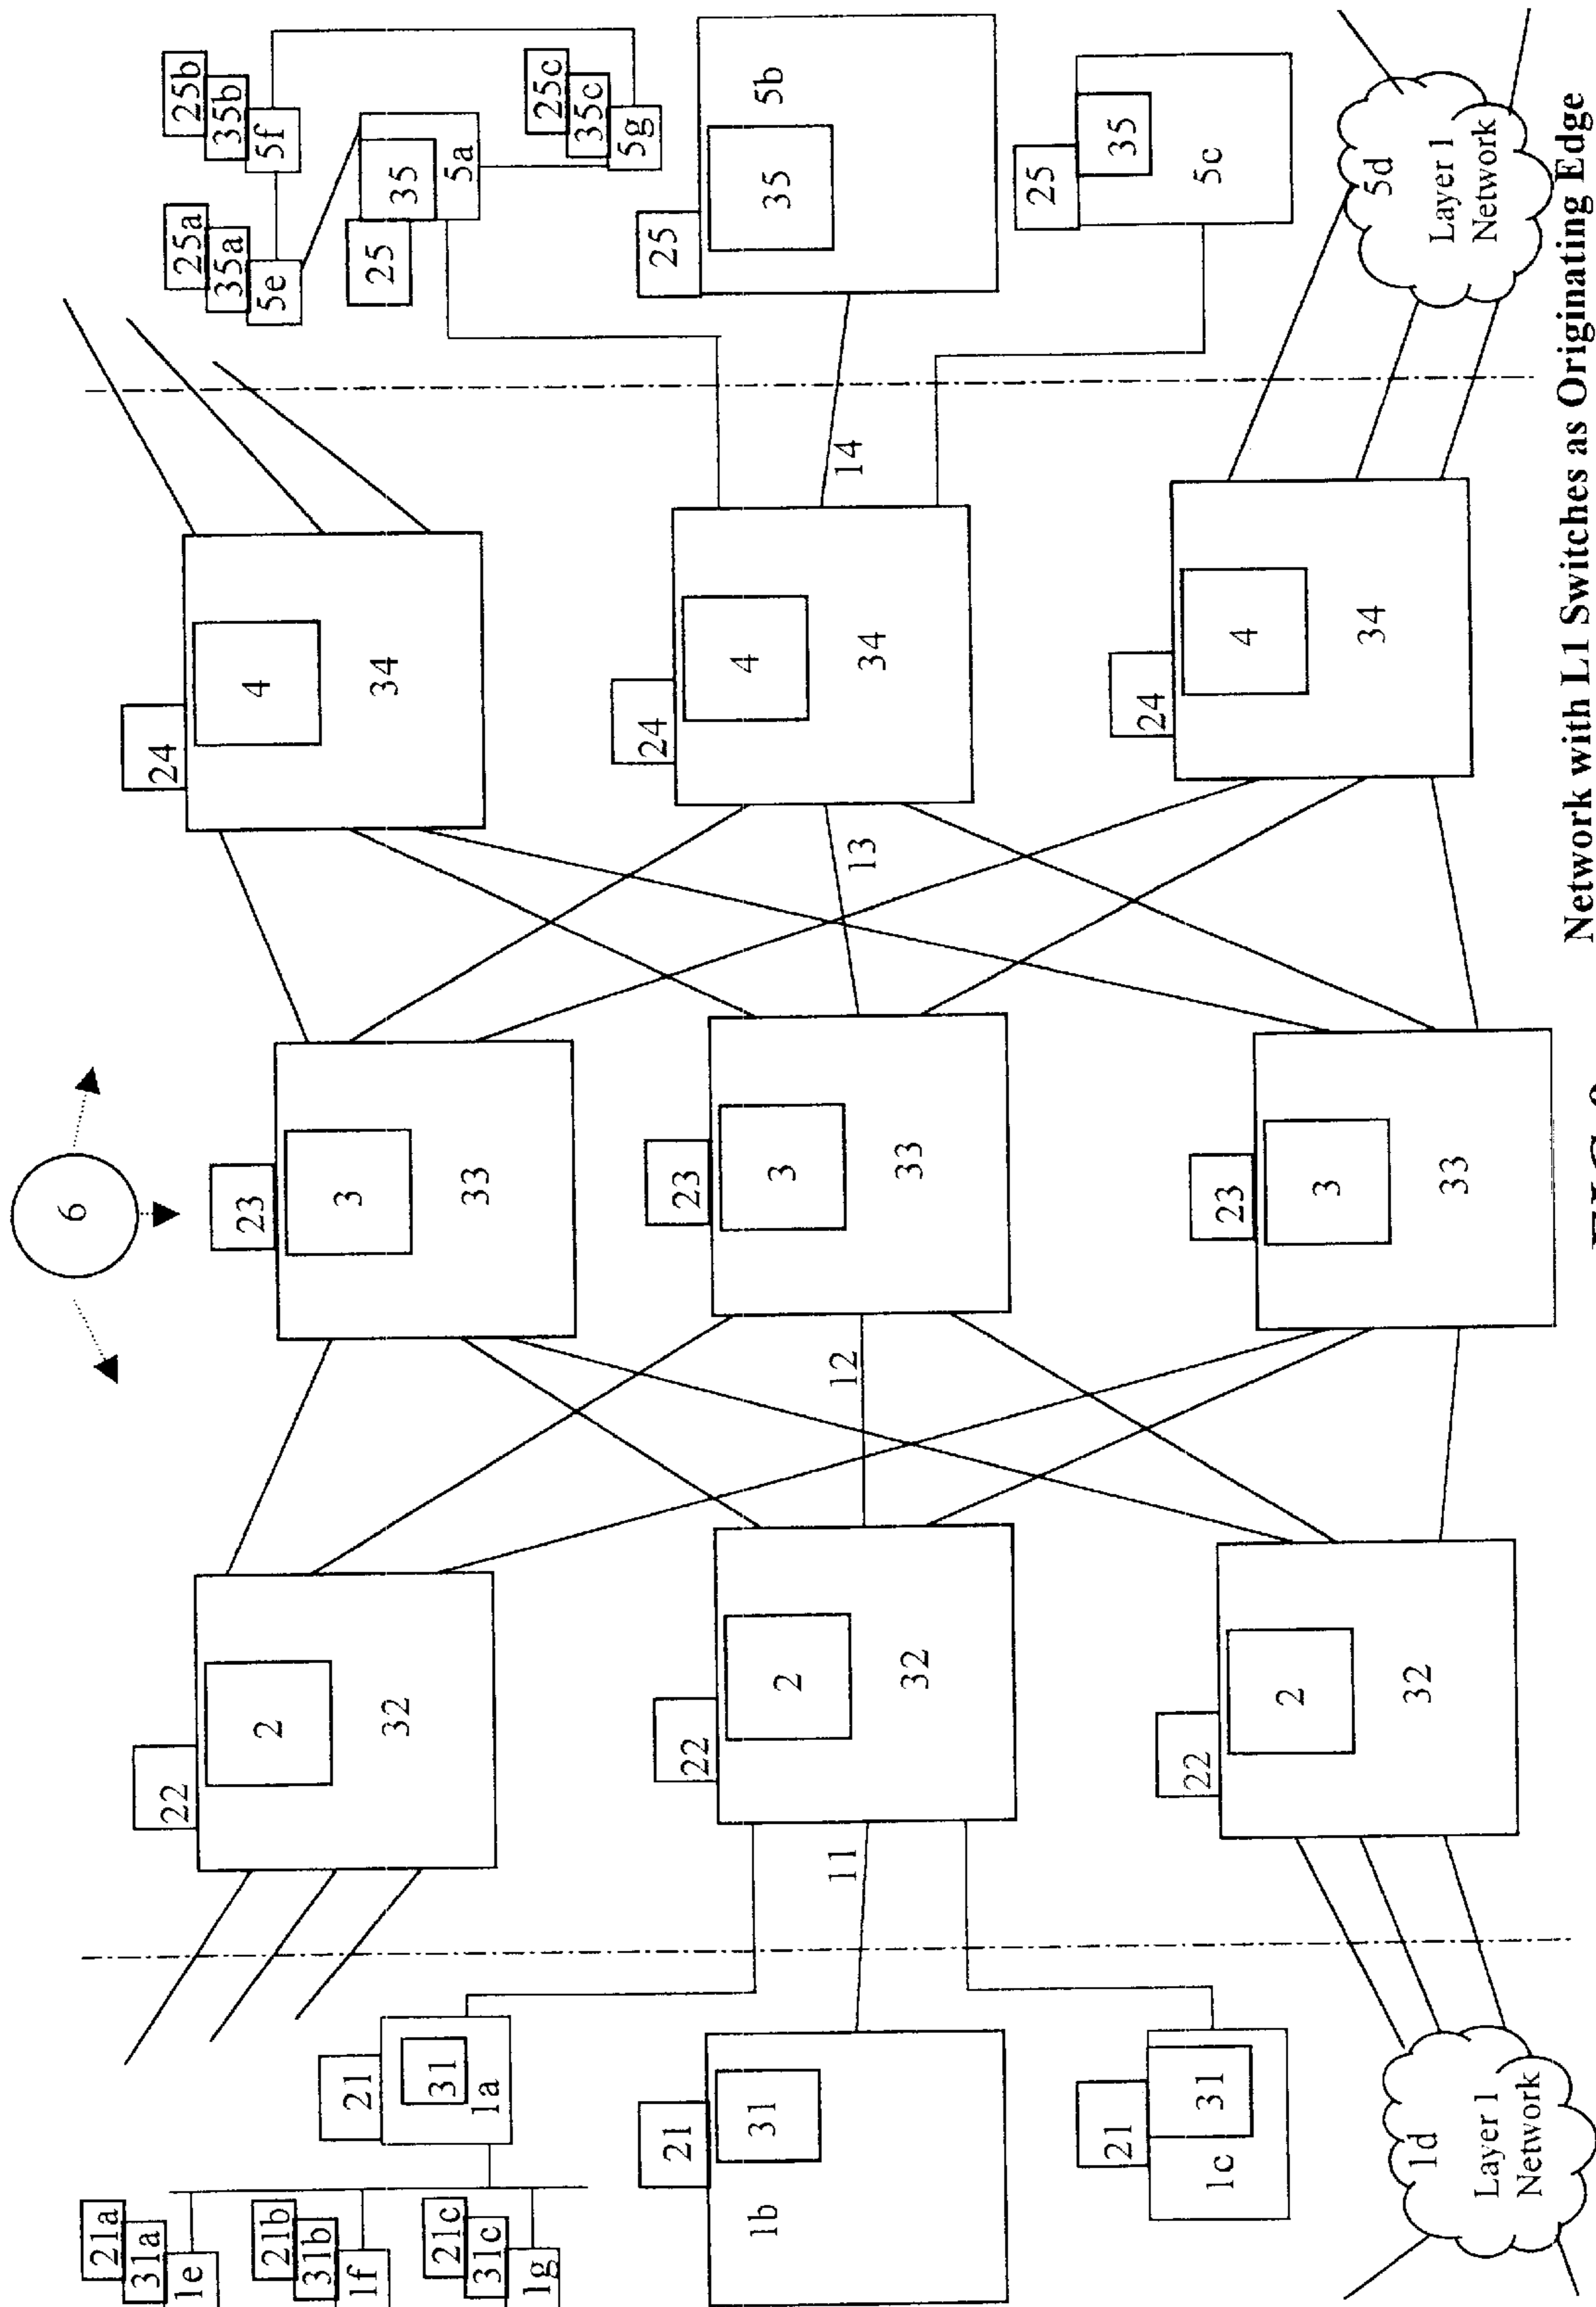 6
21a
31a
1e
21b
31b
1f
21c
31c
1g
21
31
1a
21
31
1b
21
31
1c
1d
Layer 1
Network
11
22
2
32
22
2
32
22
2
32
12
23
3
33
23
3
33
23
3
33
13
24
4
34
24
4
34
24
4
34
14
25a
35a
5e
25b
35b
5f
25
35
5a
25c
35c
5g
25
35
5b
25
35
5c
5d
Layer 1
Network
Network with L1 Switches as Originating Edge